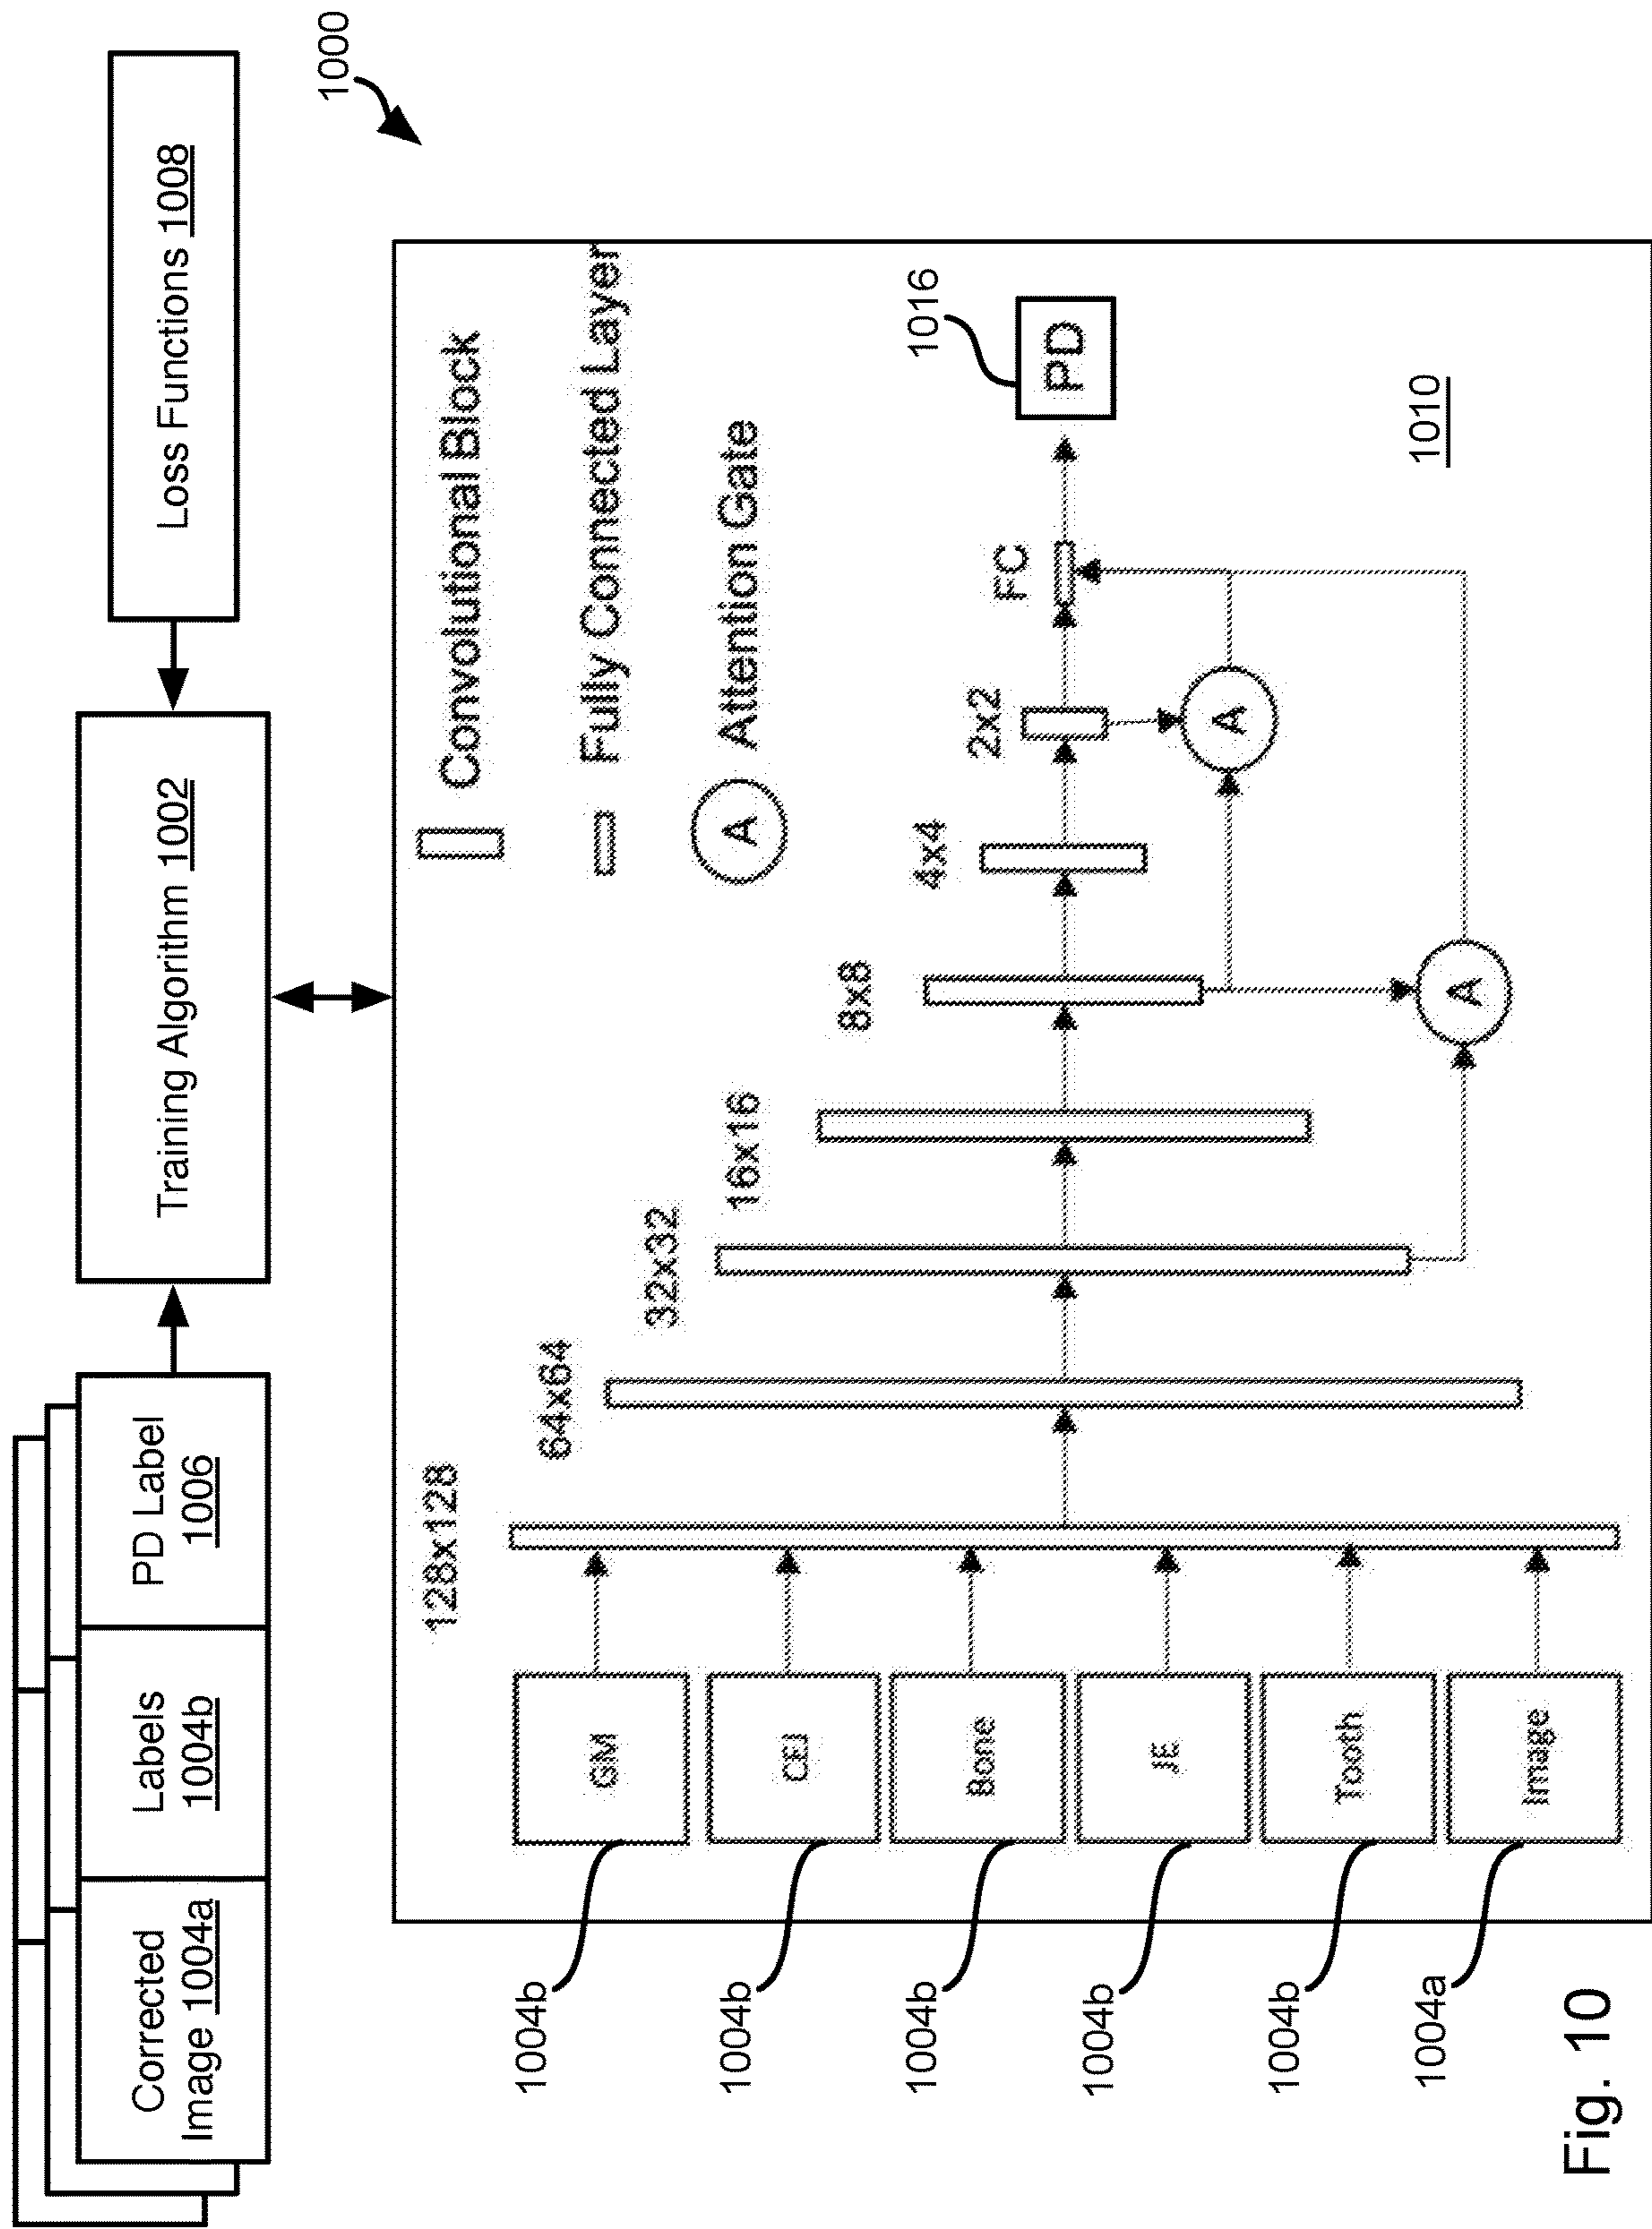 Corrected
Image 1004a
Labels
1004b
PD Label
1006
Training Algorithm 1002
Loss Functions 1008
1000
Convolutional Block
Fully Connected Layer
A Attention Gate
128x128
64x64
32x32
16x16
8x8
4x4
2x2
FC
1016
PD
1004b
GM
1004b
CEJ
1004b
Bone
1004b
JE
1004b
Tooth
1004a
Image
A
A
1010
Fig. 10